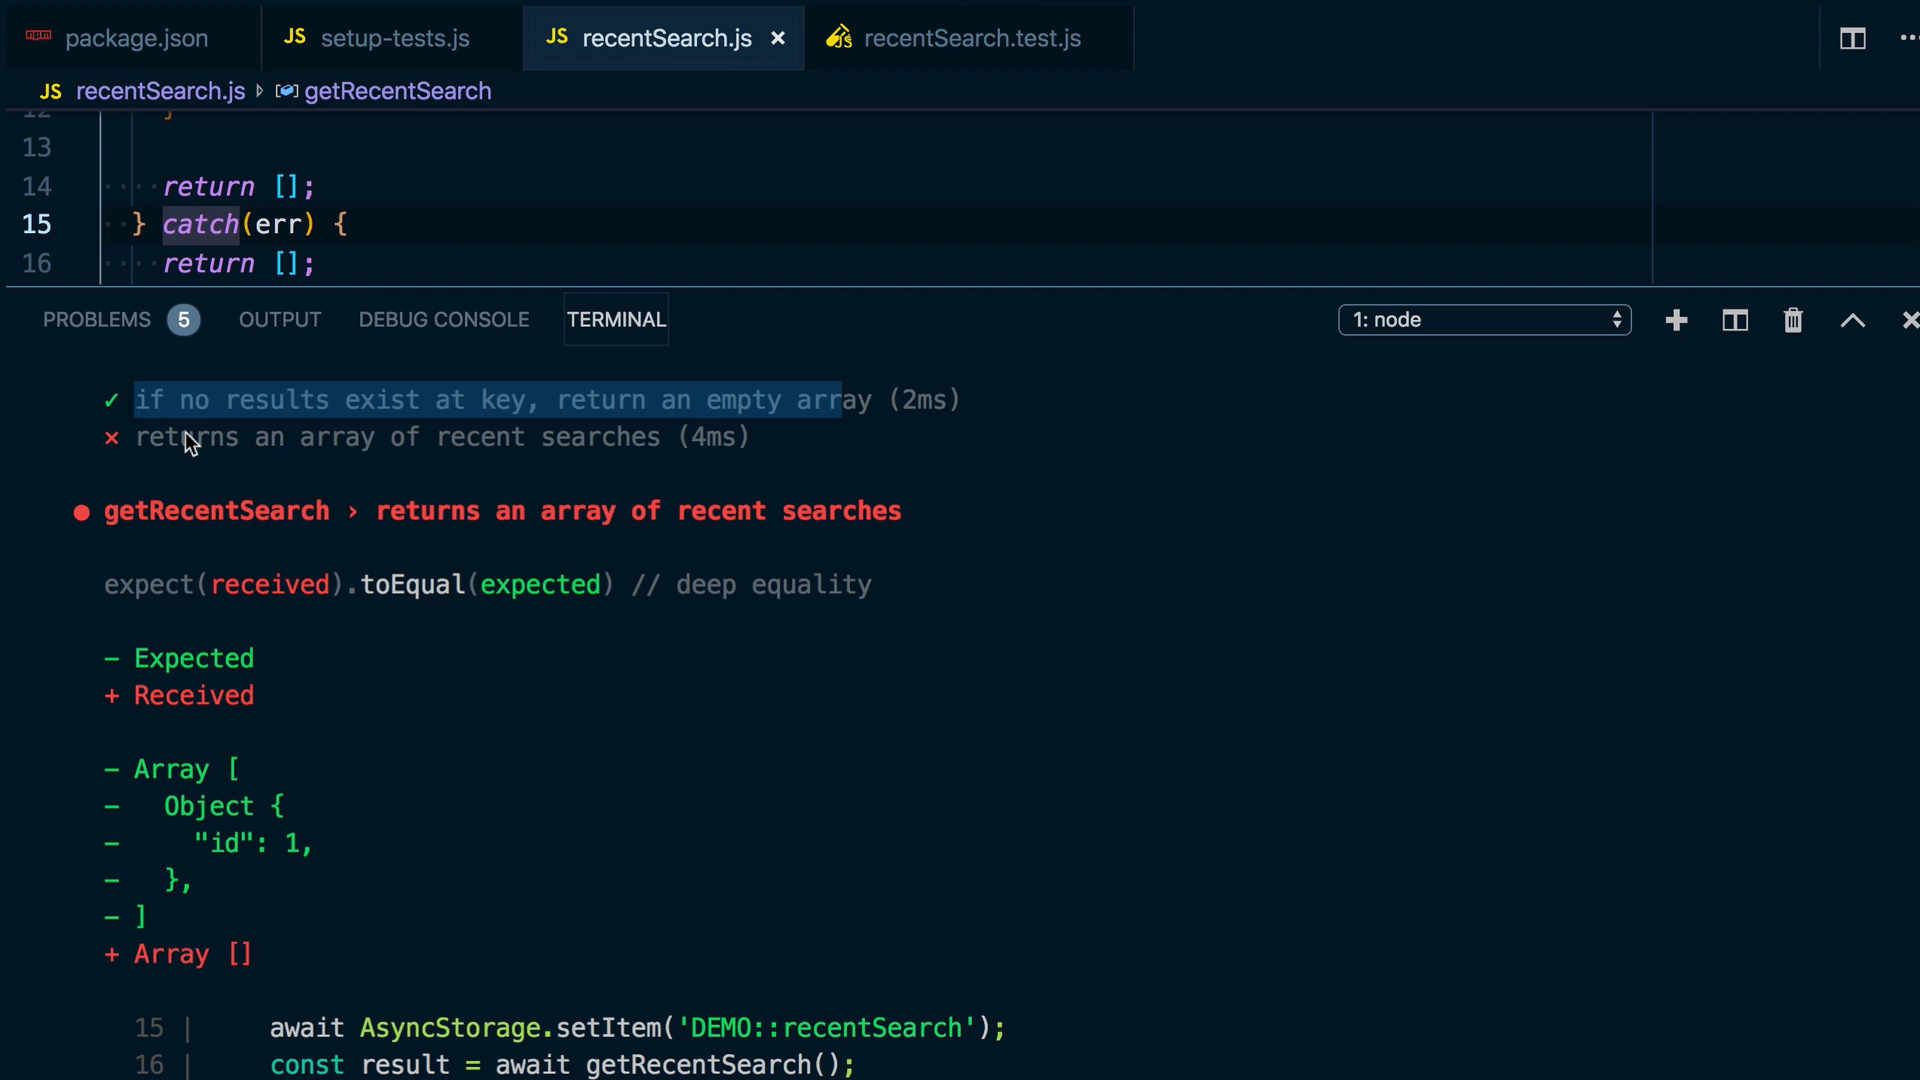 package.json
JS setup-tests.js
JS recentSearch.js ×
recentSearch.test.js
JS recentSearch.js getRecentSearch
12 }
13
14 return [];
15 } catch(err) {
16 return [];
PROBLEMS 5 OUTPUT DEBUG CONSOLE TERMINAL
1: node
✓ if no results exist at key, return an empty array (2ms)
✕ returns an array of recent searches (4ms)
● getRecentSearch › returns an array of recent searches
expect(received).toEqual(expected) // deep equality
- Expected
+ Received
- Array [
-   Object {
-     "id": 1,
-   },
- ]
+ Array []
15 | await AsyncStorage.setItem('DEMO::recentSearch');
16 | const result = await getRecentSearch();